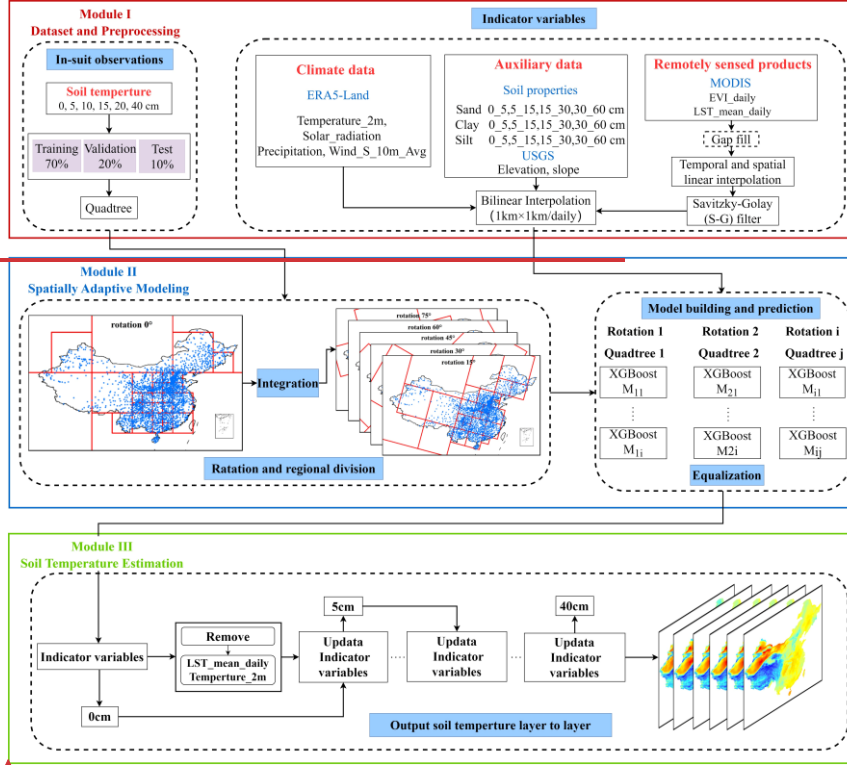 Module I
Dataset and Preprocessing
In-suit observations
Soil temperture
0, 5, 10, 15, 20, 40 cm
Training
70%
Validation
20%
Test
10%
Quadtree
Indicator variables
Climate data
ERA5-Land
Temperature_2m,
Solar_radiation
Precipitation, Wind_S_10m_Avg
Auxiliary data
Soil properties
Sand 0_5,5_15,15_30,30_60 cm
Clay 0_5,5_15,15_30,30_60 cm
Silt 0_5,5_15,15_30,30_60 cm
USGS
Elevation, slope
Remotely sensed products
MODIS
EVI_daily
LST_mean_daily
Gap fill
Temporal and spatial
linear interpolation
Savitzky-Golay
(S-G) filter
Bilinear Interpolation
(1km×1km/daily)
Module II
Spatially Adaptive Modeling
rotation 0°
Integration
rotation 75°
rotation 60°
rotation 45°
rotation 30°
rotation 15°
Ratation and regional division
Model building and prediction
Rotation 1 Rotation 2 Rotation i
Quadtree 1 Quadtree 2 Quadtree j
XGBoost
M11
XGBoost
M21
XGBoost
Mi1
XGBoost
M1i
XGBoost
M2i
XGBoost
Mij
Equalization
Module III
Soil Temperature Estimation
Indicator variables
0cm
Remove
LST_mean_daily
Temperture_2m
5cm
Updata
Indicator
variables
Updata
Indicator
variables
40cm
Updata
Indicator
variables
Output soil temperture layer to layer